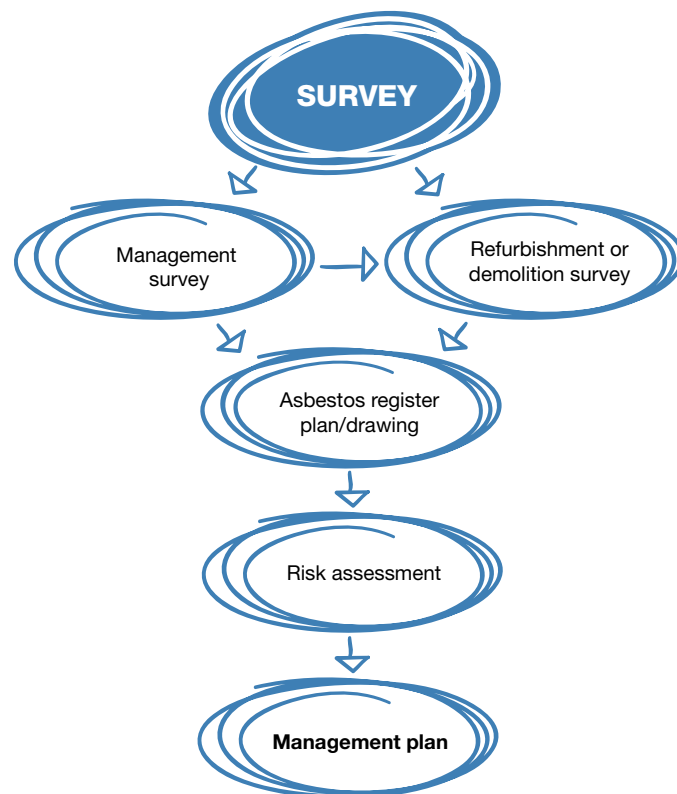 SURVEY
Management
survey
Refurbishment or
demolition survey
Asbestos register
plan/drawing
Risk assessment
Management plan